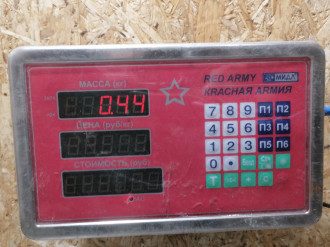 МАССА (кг)
0.44
ЦЕНА (руб/кг)
СТОИМОСТЬ (руб)
RED ARMY МИДЛ
КРАСНАЯ АРМИЯ
7 8 9 П1 П2
4 5 6 П3 П4
1 2 3 П5 П6
0
T